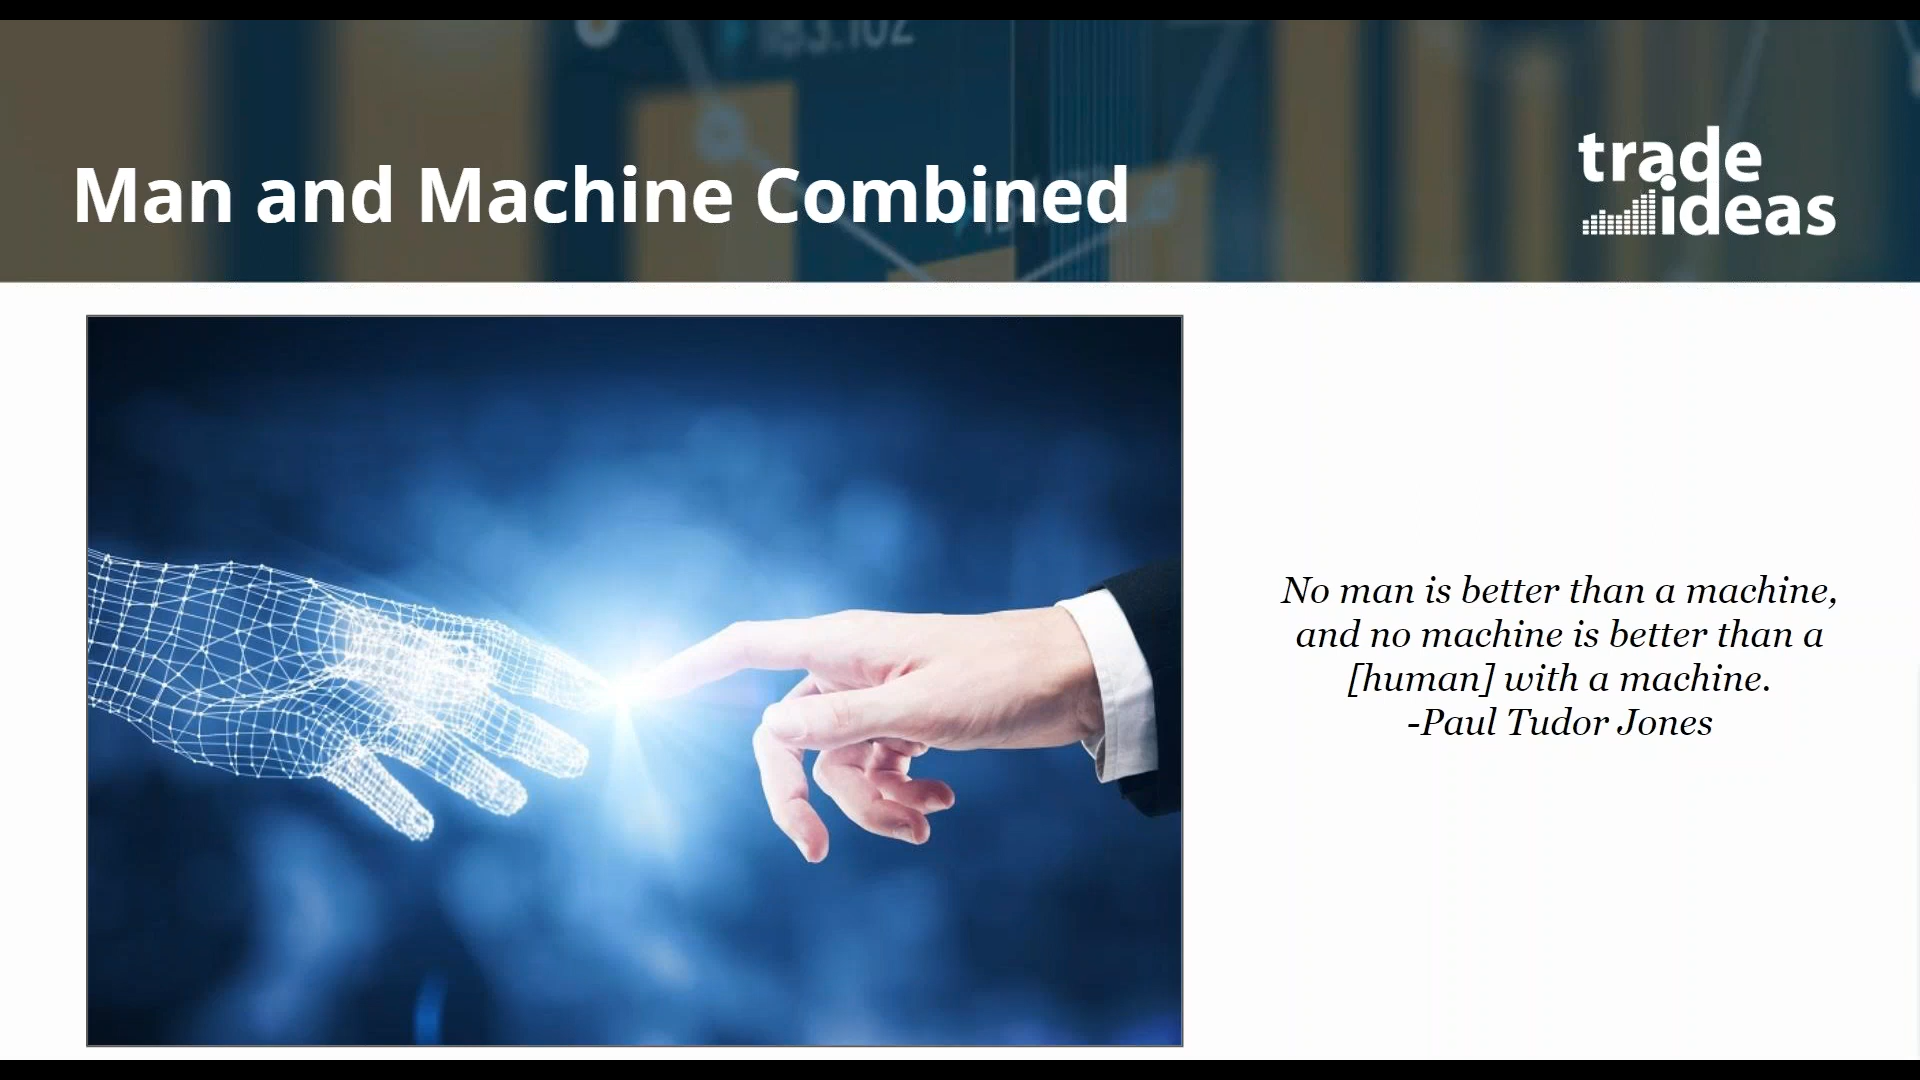 Man and Machine Combined
trade
ideas
No man is better than a machine,
and no machine is better than a
[human] with a machine.
-Paul Tudor Jones